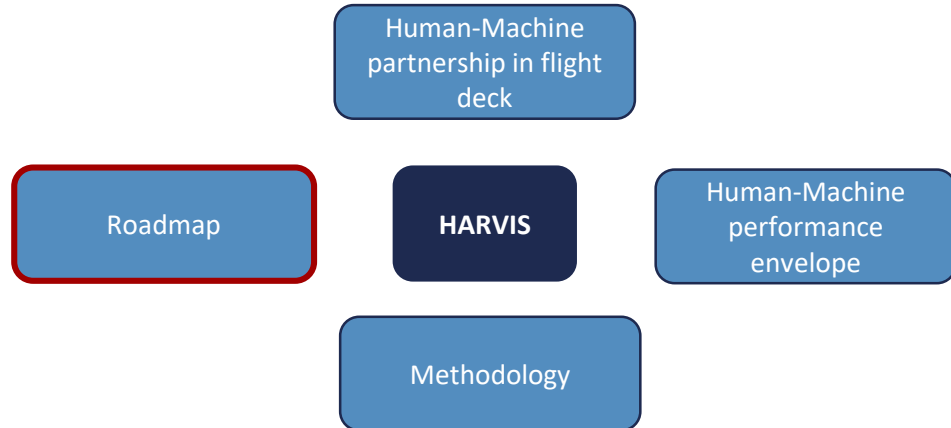 Human-Machine
partnership in flight
deck
Roadmap
HARVIS
Human-Machine
performance
envelope
Methodology